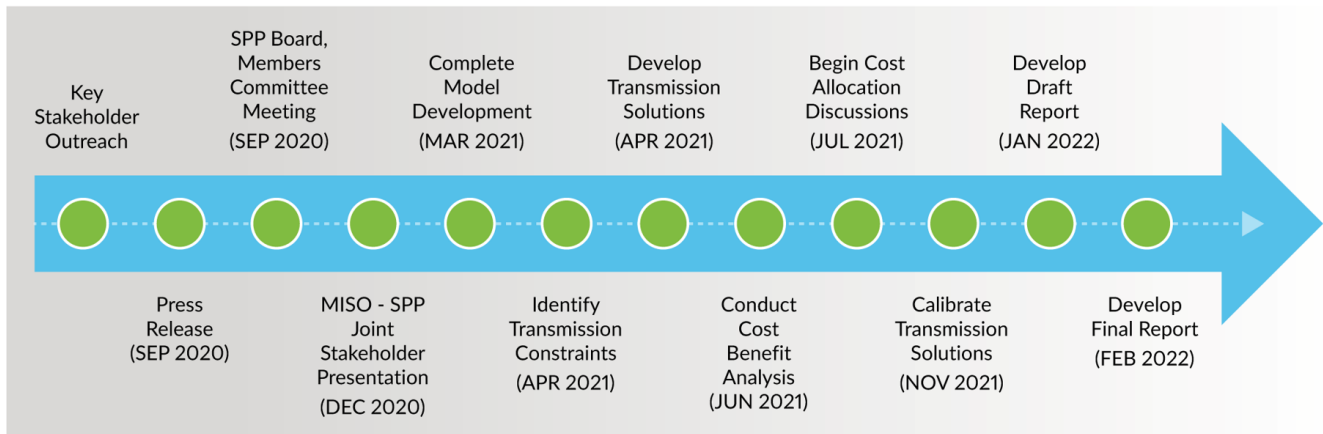 Key
Stakeholder
Outreach
Press
Release
(SEP 2020)
SPP Board,
Members
Committee
Meeting
(SEP 2020)
MISO - SPP
Joint
Stakeholder
Presentation
(DEC 2020)
Complete
Model
Development
(MAR 2021)
Identify
Transmission
Constraints
(APR 2021)
Develop
Transmission
Solutions
(APR 2021)
Conduct
Cost
Benefit
Analysis
(JUN 2021)
Begin Cost
Allocation
Discussions
(JUL 2021)
Calibrate
Transmission
Solutions
(NOV 2021)
Develop
Draft
Report
(JAN 2022)
Develop
Final Report
(FEB 2022)